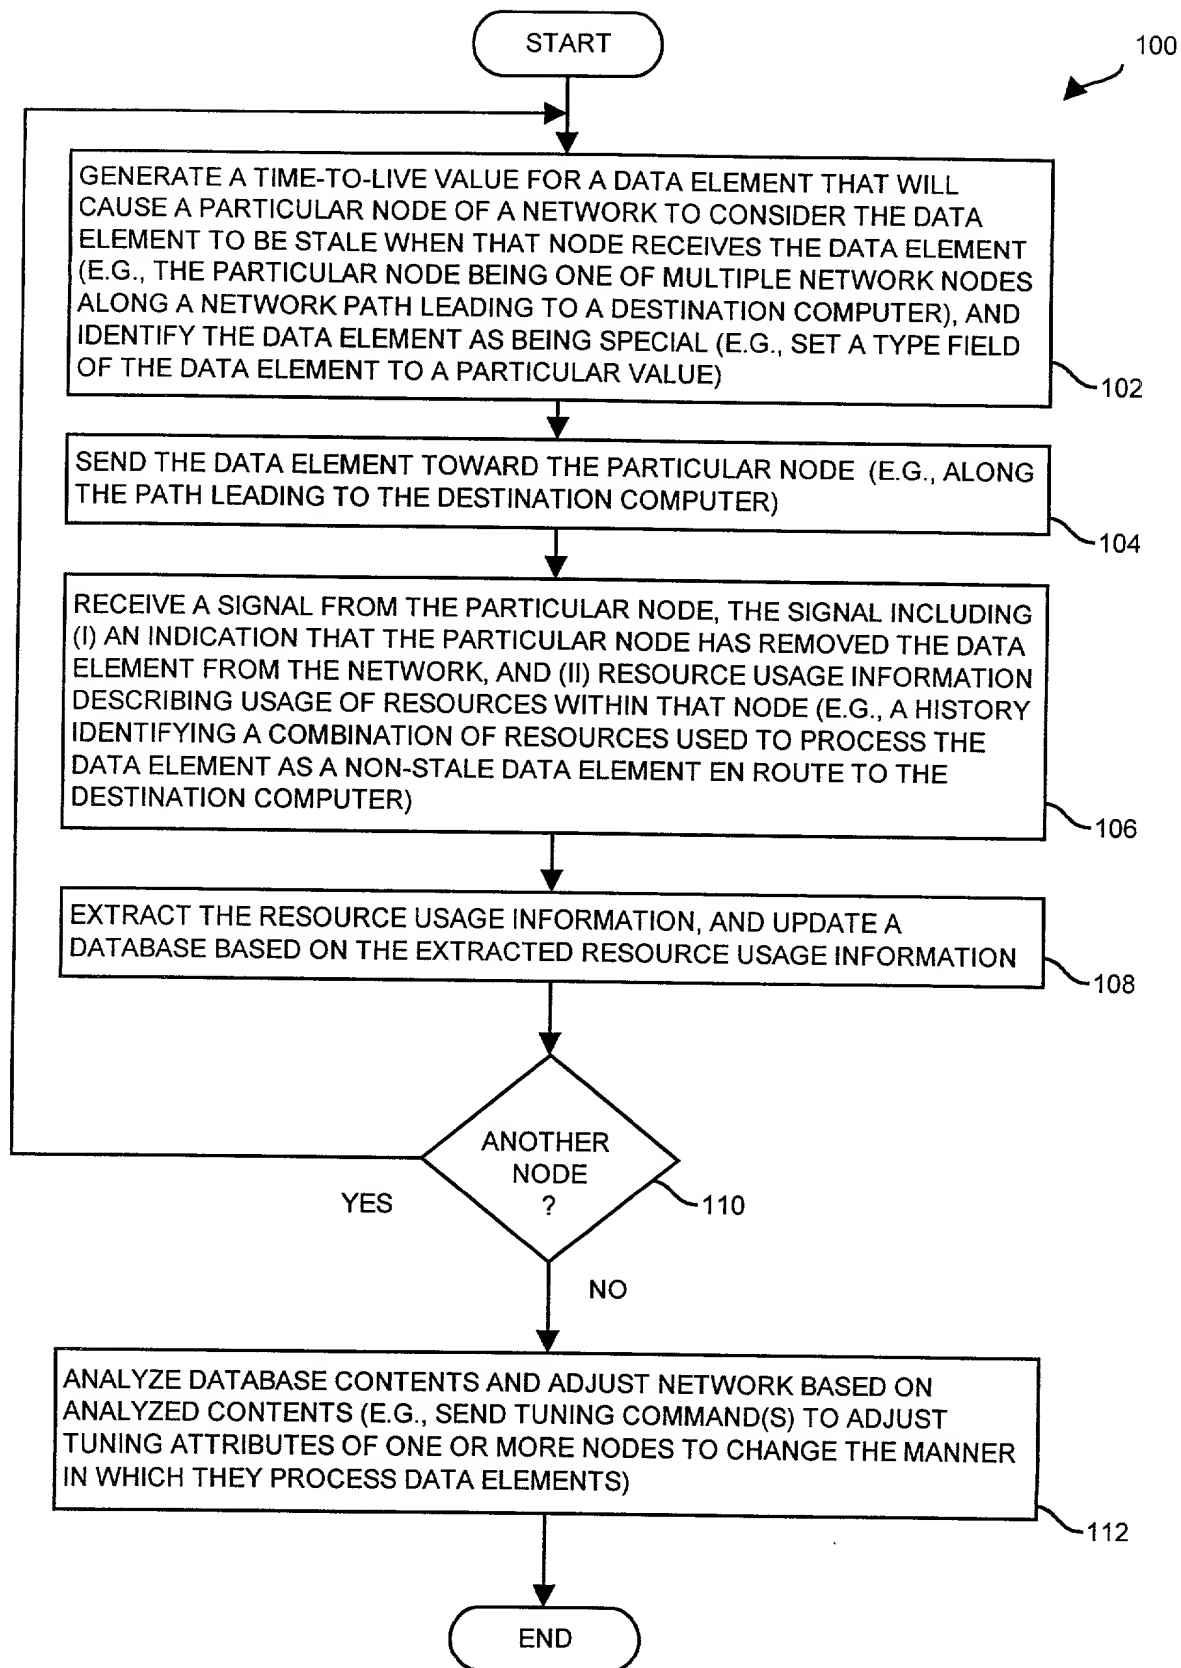 START
100
GENERATE A TIME-TO-LIVE VALUE FOR A DATA ELEMENT THAT WILL
CAUSE A PARTICULAR NODE OF A NETWORK TO CONSIDER THE DATA
ELEMENT TO BE STALE WHEN THAT NODE RECEIVES THE DATA ELEMENT
(E.G., THE PARTICULAR NODE BEING ONE OF MULTIPLE NETWORK NODES
ALONG A NETWORK PATH LEADING TO A DESTINATION COMPUTER), AND
IDENTIFY THE DATA ELEMENT AS BEING SPECIAL (E.G., SET A TYPE FIELD
OF THE DATA ELEMENT TO A PARTICULAR VALUE)
102
SEND THE DATA ELEMENT TOWARD THE PARTICULAR NODE (E.G., ALONG
THE PATH LEADING TO THE DESTINATION COMPUTER)
104
RECEIVE A SIGNAL FROM THE PARTICULAR NODE, THE SIGNAL INCLUDING
(I) AN INDICATION THAT THE PARTICULAR NODE HAS REMOVED THE DATA
ELEMENT FROM THE NETWORK, AND (II) RESOURCE USAGE INFORMATION
DESCRIBING USAGE OF RESOURCES WITHIN THAT NODE (E.G., A HISTORY
IDENTIFYING A COMBINATION OF RESOURCES USED TO PROCESS THE
DATA ELEMENT AS A NON-STALE DATA ELEMENT EN ROUTE TO THE
DESTINATION COMPUTER)
106
EXTRACT THE RESOURCE USAGE INFORMATION, AND UPDATE A
DATABASE BASED ON THE EXTRACTED RESOURCE USAGE INFORMATION
108
ANOTHER
NODE
?
YES
110
NO
ANALYZE DATABASE CONTENTS AND ADJUST NETWORK BASED ON
ANALYZED CONTENTS (E.G., SEND TUNING COMMAND(S) TO ADJUST
TUNING ATTRIBUTES OF ONE OR MORE NODES TO CHANGE THE MANNER
IN WHICH THEY PROCESS DATA ELEMENTS)
112
END